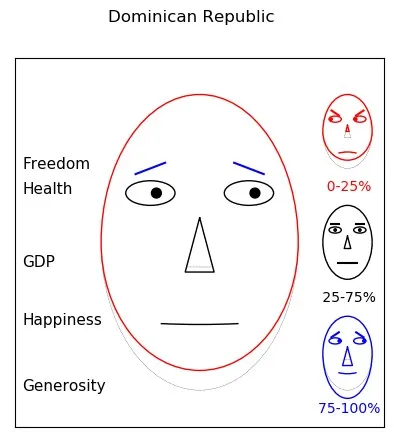 Dominican Republic
Freedom
Health
GDP
Happiness
Generosity
0-25%
25-75%
75-100%